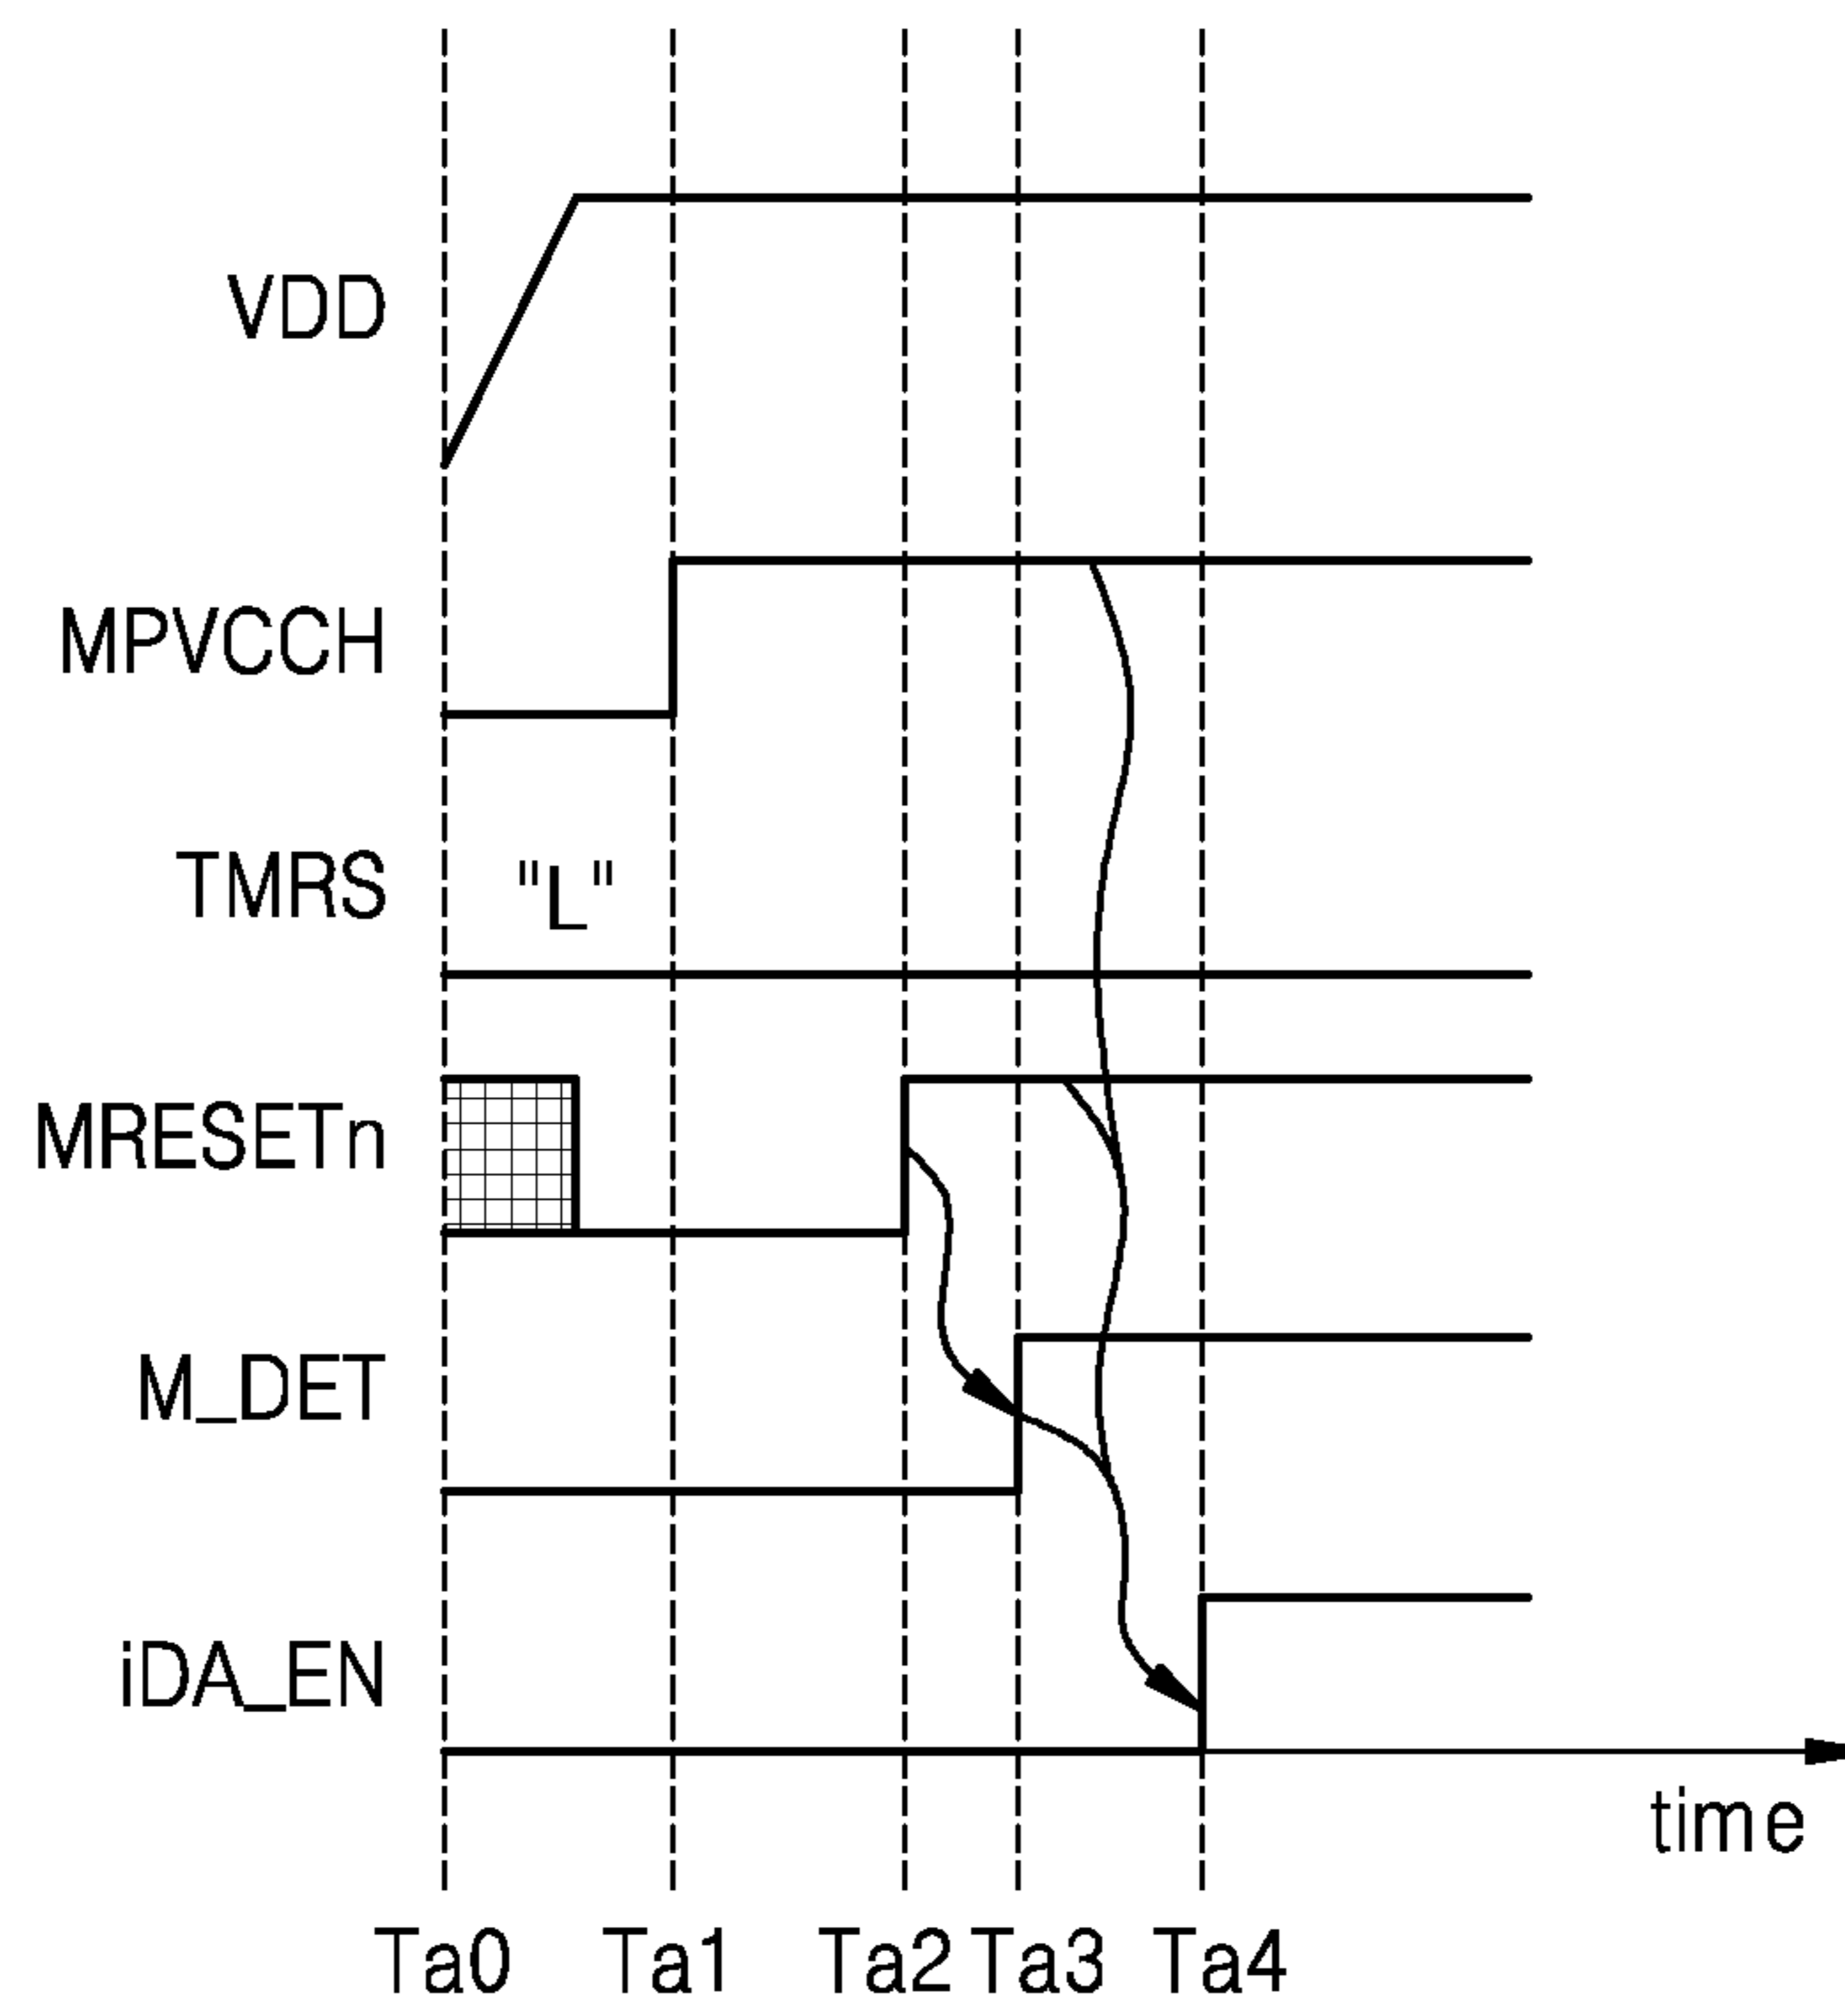 VDD
MPVCCH
TMRS "L"
MRESETn
M_DET
iDA_EN
time
Ta0 Ta1 Ta2 Ta3 Ta4